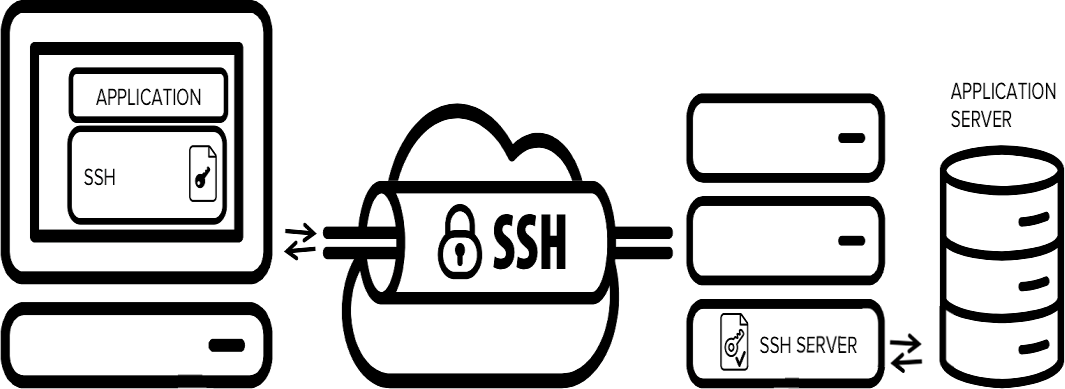 APPLICATION
SSH
SSH
SSH SERVER
APPLICATION
SERVER